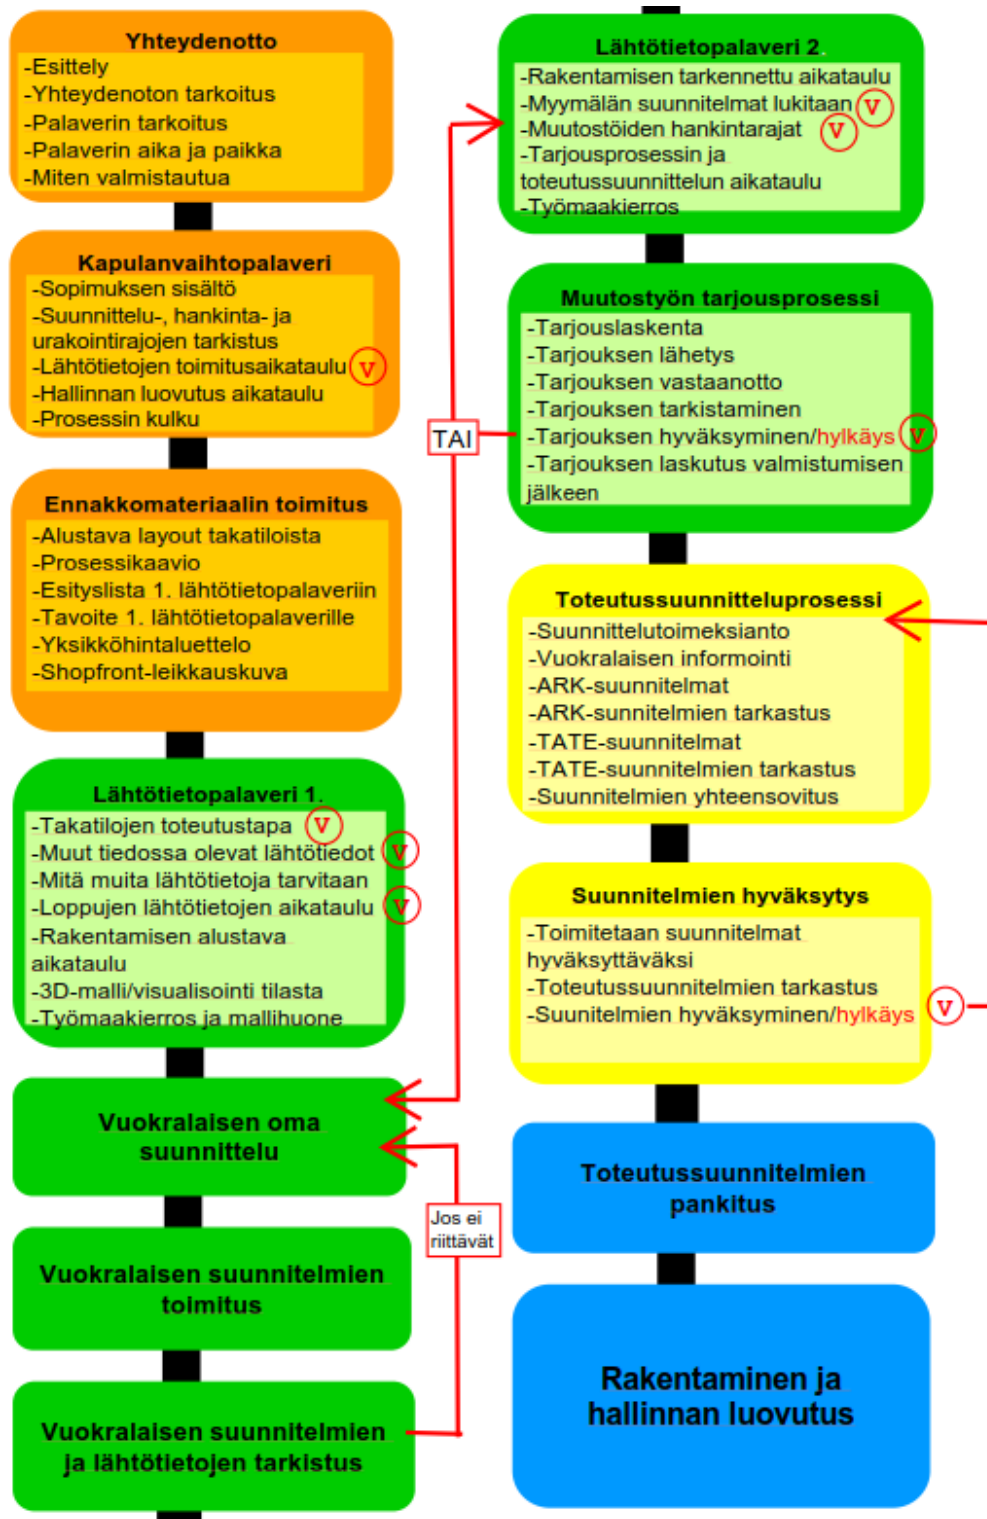 Yhteydenotto
-Esittely
-Yhteydenoton tarkoitus
-Palaverin tarkoitus
-Palaverin aika ja paikka
-Miten valmistautua
Kapulanvaihtopalaveri
-Sopimuksen sisältö
-Suunnittelu-, hankinta- ja
urakointirajojen tarkistus
-Lähtötietojen toimitusaikataulu V
-Hallinnan luovutus aikataulu
-Prosessin kulku
Ennakkomateriaalin toimitus
-Alustava layout takatiloista
-Prosessikaavio
-Esityslista 1. lähtötietopalaveriin
-Tavoite 1. lähtötietopalaverille
-Yksikköhintaluettelo
-Shopfront-leikkauskuva
Lähtötietopalaveri 1.
-Takatilojen toteutustapa V
-Muut tiedossa olevat lähtötiedot V
-Mitä muita lähtötietoja tarvitaan
-Loppujen lähtötietojen aikataulu V
-Rakentamisen alustava
aikataulu
-3D-malli/visualisointi tilasta
-Työmaakierros ja mallihuone
Vuokralaisen oma
suunnittelu
Vuokralaisen suunnitelmien
toimitus
Vuokralaisen suunnitelmien
ja lähtötietojen tarkistus
Jos ei
riittävät
TAI
Lähtötietopalaveri 2.
-Rakentamisen tarkennettu aikataulu
-Myymälän suunnitelmat lukitaan V
-Muutostöiden hankintarajat V
-Tarjousprosessin ja
toteutussuunnittelun aikataulu
-Työmaakierros
Muutostyön tarjousprosessi
-Tarjouslaskenta
-Tarjouksen lähetys
-Tarjouksen vastaanotto
-Tarjouksen tarkistaminen
-Tarjouksen hyväksyminen/hylkäys V
-Tarjouksen laskutus valmistumisen
jälkeen
Toteutussuunnitteluprosessi
-Suunnittelutoimeksianto
-Vuokralaisen informointi
-ARK-suunnitelmat
-ARK-sunnitelmien tarkastus
-TATE-suunnitelmat
-TATE-suunnitelmien tarkastus
-Suunnitelmien yhteensovitus
Suunnitelmien hyväksytys
-Toimitetaan suunnitelmat
hyväksyttäväksi
-Toteutussuunnitelmien tarkastus
-Suunitelmien hyväksyminen/hylkäys V
Toteutussuunnitelmien
pankitus
Rakentaminen ja
hallinnan luovutus